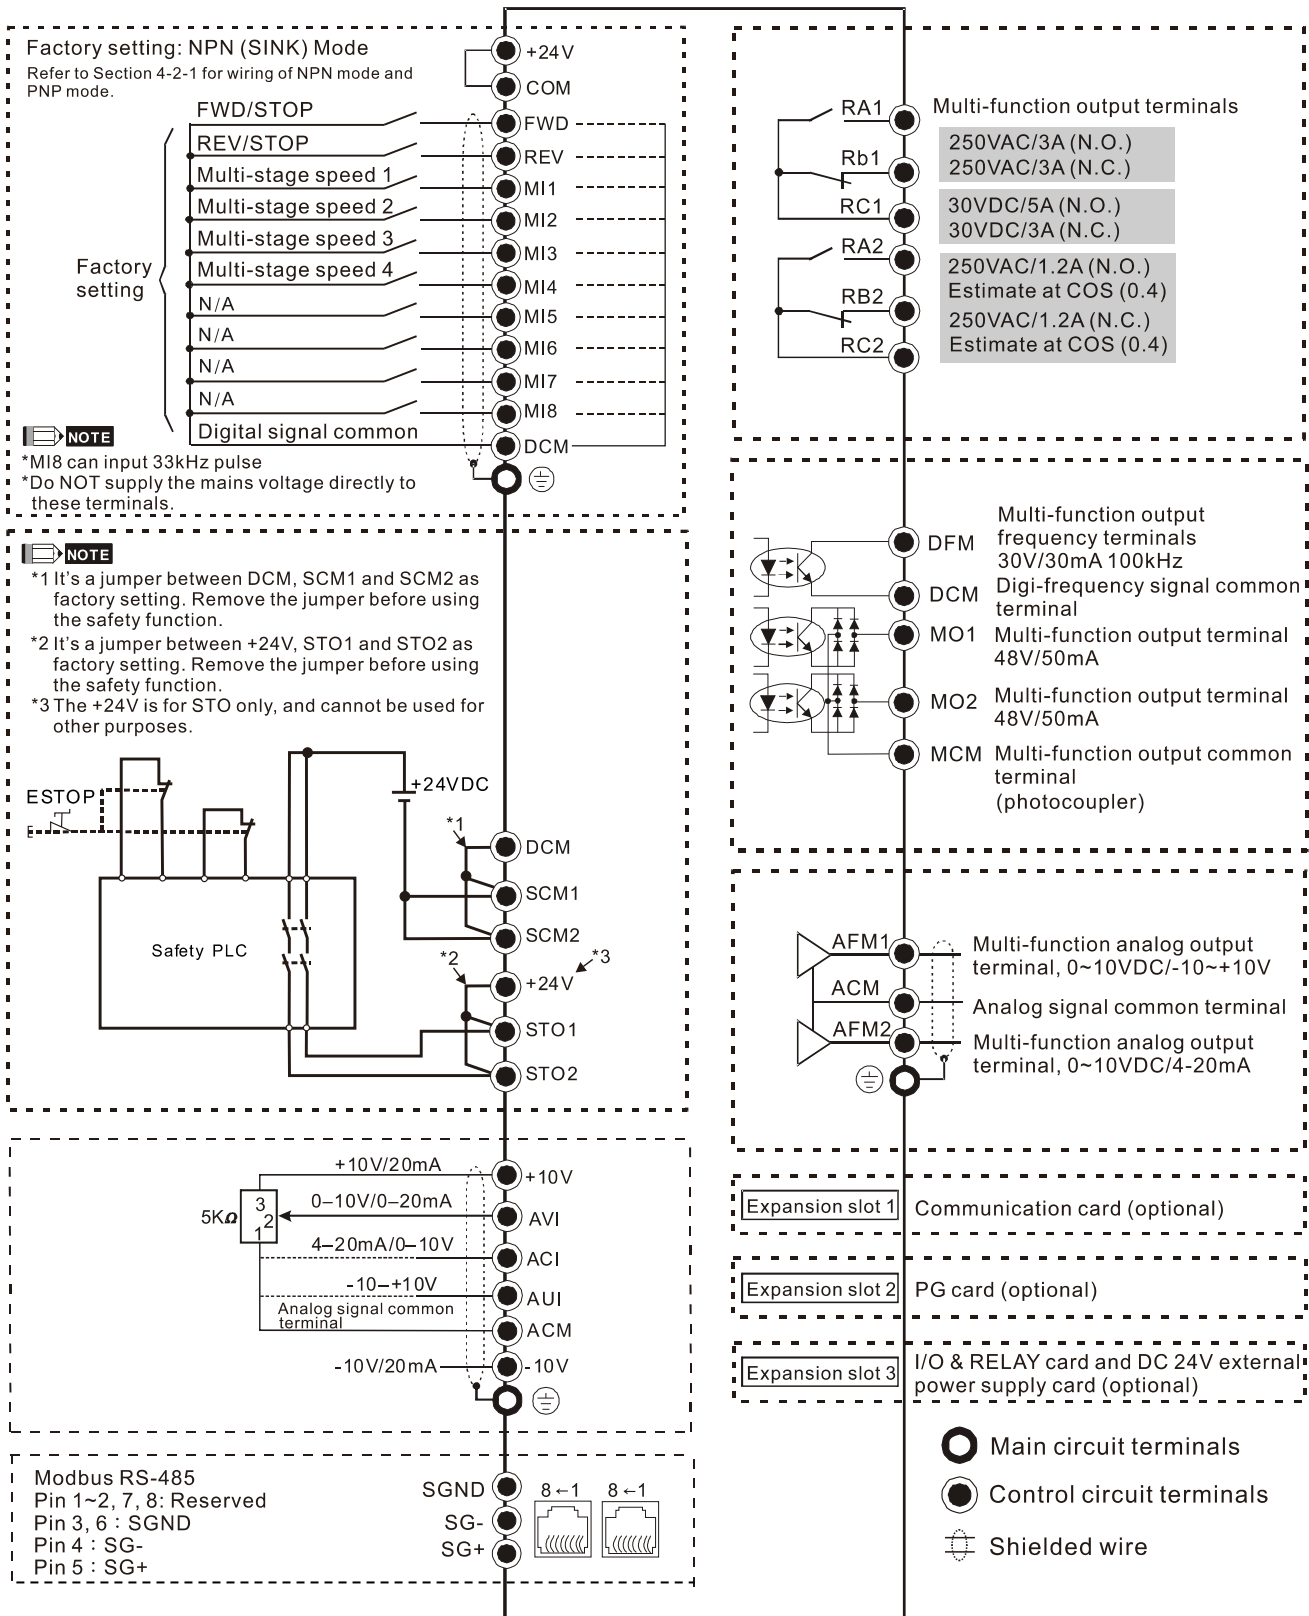 Factory setting: NPN (SINK) Mode
Refer to Section 4-2-1 for wiring of NPN mode and
PNP mode.
+24V
COM
FWD/STOP
FWD
REV/STOP
REV
Multi-stage speed 1
MI1
Multi-stage speed 2
MI2
Multi-stage speed 3
MI3
Multi-stage speed 4
MI4
Factory
setting
N/A
MI5
N/A
MI6
N/A
MI7
N/A
MI8
Digital signal common
DCM
NOTE
*MI8 can input 33kHz pulse
*Do NOT supply the mains voltage directly to
these terminals.
NOTE
*1 It's a jumper between DCM, SCM1 and SCM2 as
factory setting. Remove the jumper before using
the safety function.
*2 It's a jumper between +24V, STO1 and STO2 as
factory setting. Remove the jumper before using
the safety function.
*3 The +24V is for STO only, and cannot be used for
other purposes.
ESTOP
+24VDC
Safety PLC
*1
DCM
SCM1
SCM2
*2
*3
+24V
STO1
STO2
+10V/20mA
+10V
5KΩ
3
2
1
0–10V/0–20mA
AVI
4–20mA/0–10V
ACI
-10–+10V
AUI
Analog signal common
terminal
ACM
-10V/20mA
-10V
Modbus RS-485
Pin 1~2, 7, 8: Reserved
Pin 3, 6 : SGND
Pin 4 : SG-
Pin 5 : SG+
SGND
SG-
SG+
8←1
8←1
RA1
Multi-function output terminals
250VAC/3A (N.O.)
250VAC/3A (N.C.)
Rb1
RC1
30VDC/5A (N.O.)
30VDC/3A (N.C.)
RA2
250VAC/1.2A (N.O.)
Estimate at COS (0.4)
RB2
250VAC/1.2A (N.C.)
Estimate at COS (0.4)
RC2
DFM
Multi-function output
frequency terminals
30V/30mA 100kHz
DCM
Digi-frequency signal common
terminal
MO1
Multi-function output terminal
48V/50mA
MO2
Multi-function output terminal
48V/50mA
MCM
Multi-function output common
terminal
(photocoupler)
AFM1
Multi-function analog output
terminal, 0~10VDC/-10~+10V
ACM
Analog signal common terminal
AFM2
Multi-function analog output
terminal, 0~10VDC/4-20mA
Expansion slot 1
Communication card (optional)
Expansion slot 2
PG card (optional)
Expansion slot 3
I/O & RELAY card and DC 24V external
power supply card (optional)
Main circuit terminals
Control circuit terminals
Shielded wire